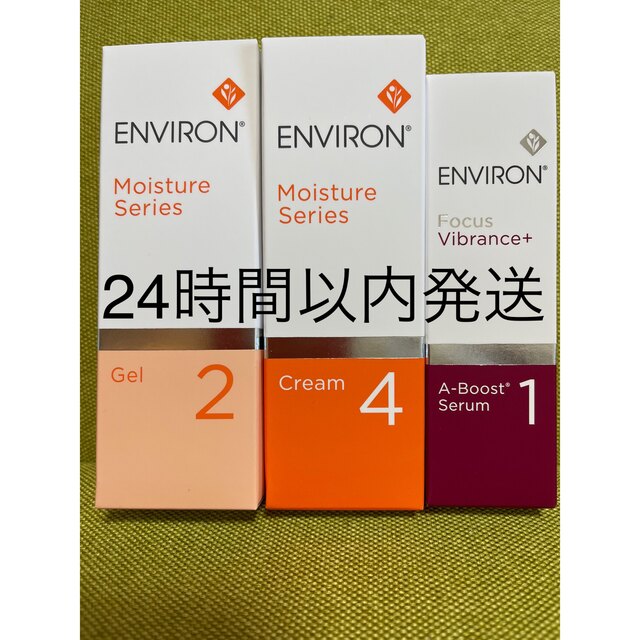 ENVIRON®
Moisture
Series
Gel 2
ENVIRON®
Moisture
Series
Cream 4
ENVIRON®
Focus
Vibrance+
A-Boost®
Serum 1
24時間以内発送